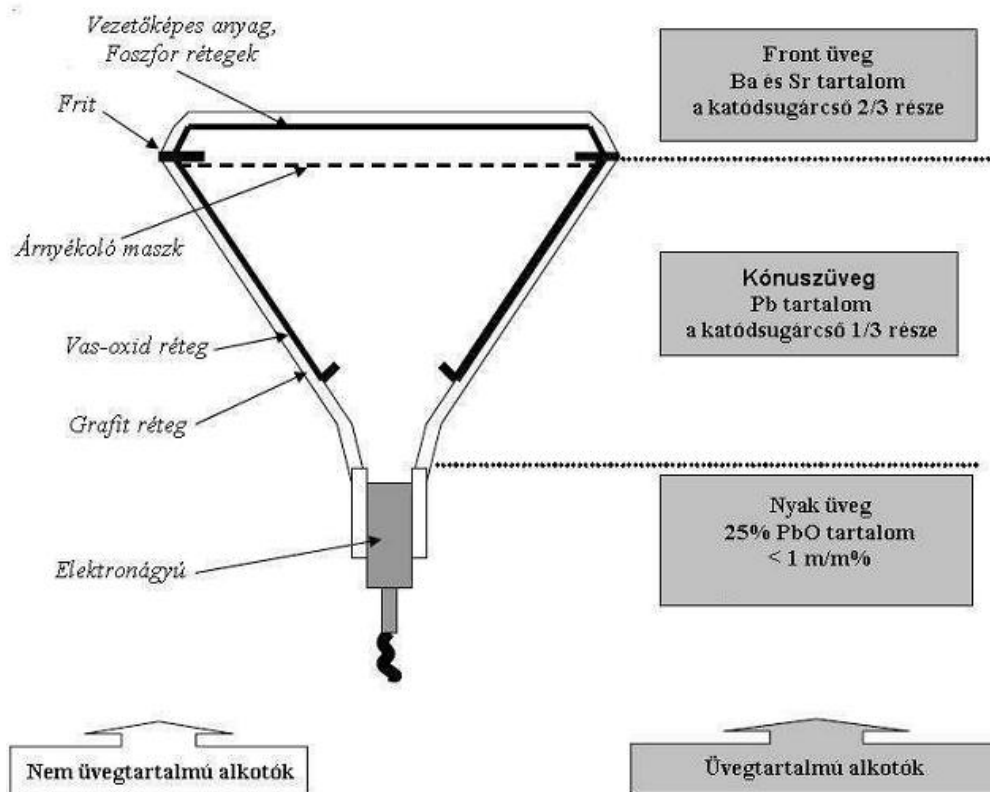 Vezetőképes anyag,
Foszfor rétegek
Frit
Árnyékoló maszk
Vas-oxid réteg
Grafit réteg
Elektronágyú
Nem üvegtartalmú alkotók
Front üveg
Ba és Sr tartalom
a katódsugárcső 2/3 része
Kónuszüveg
Pb tartalom
a katódsugárcső 1/3 része
Nyak üveg
25% PbO tartalom
< 1 m/m%
Üvegtartalmú alkotók